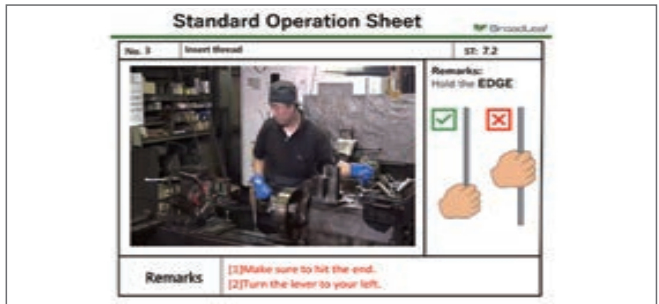 Standard Operation Sheet
BroadLeaf
No. 3
Insert thread
ST: 7.2
Remarks:
Hold the EDGE
Remarks
[1]Make sure to hit the end.
[2]Turn the lever to your left.